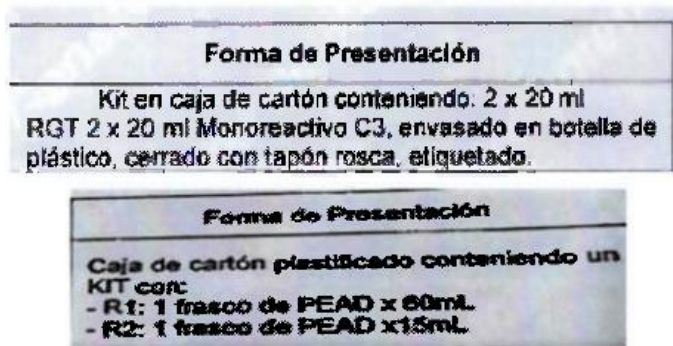 Forma de Presentación
Kit en caja de cartón conteniendo: 2 x 20 ml
RGT 2 x 20 ml Monoreactivo C3, envasado en botella de
plástico, cerrado con tapón rosca, etiquetado.
Forma de Presentación
Caja de cartón plastificado conteniendo un
KIT con:
- R1: 1 frasco de PEAD x 60mL
- R2: 1 frasco de PEAD x15mL